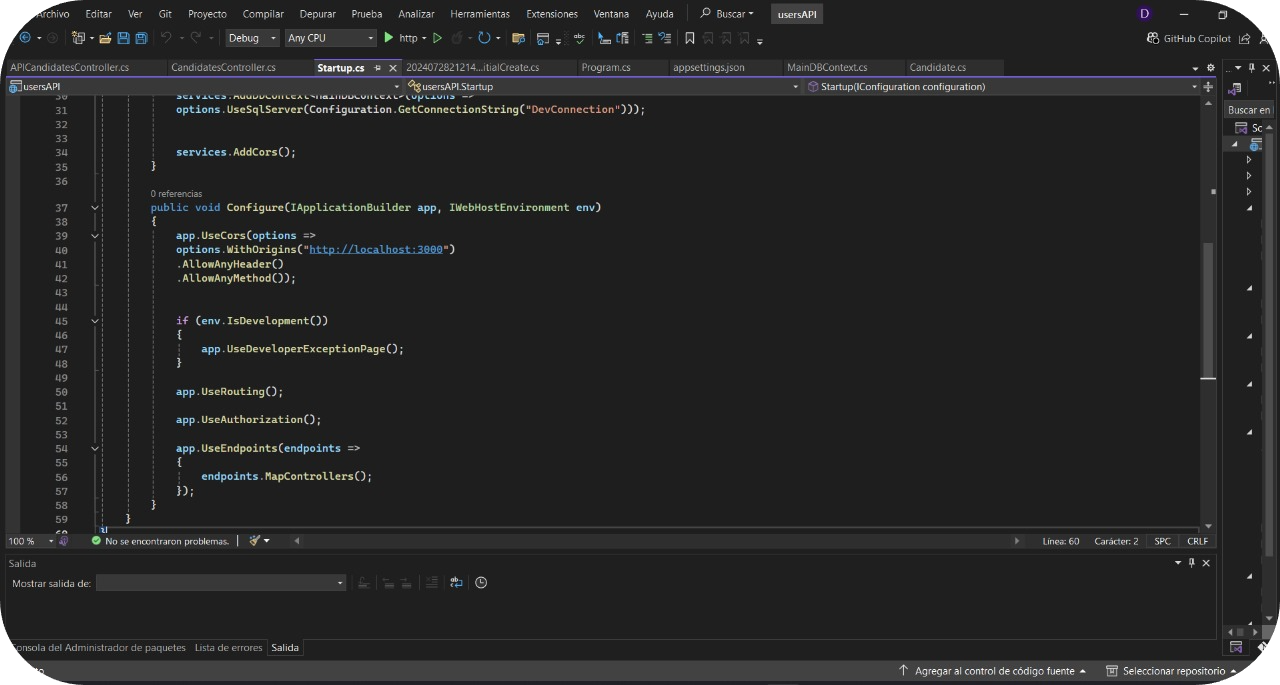 Archivo Editar Ver Git Proyecto Compilar Depurar Prueba Analizar Herramientas Extensiones Ventana Ayuda Buscar usersAPI D
Debug Any CPU http GitHub Copilot
APICandidatesController.cs CandidatesController.cs Startup.cs 2024072821214...itialCreate.cs Program.cs appsettings.json MainDBContext.cs Candidate.cs
usersAPI usersAPI.Startup Startup(IConfiguration configuration)
Buscar en
30 services.AddDbContext<MainDBContext>(options =>
31 options.UseSqlServer(Configuration.GetConnectionString("DevConnection")));
32
33
34 services.AddCors();
35 }
36
0 referencias
37 public void Configure(IApplicationBuilder app, IWebHostEnvironment env)
38 {
39 app.UseCors(options =>
40 options.WithOrigins("http://localhost:3000")
41 .AllowAnyHeader()
42 .AllowAnyMethod());
43
44
45 if (env.IsDevelopment())
46 {
47 app.UseDeveloperExceptionPage();
48 }
49
50 app.UseRouting();
51
52 app.UseAuthorization();
53
54 app.UseEndpoints(endpoints =>
55 {
56 endpoints.MapControllers();
57 });
58 }
59 }
60 }
100 % No se encontraron problemas. Línea: 60 Carácter: 2 SPC CRLF
Salida
Mostrar salida de:
Consola del Administrador de paquetes Lista de errores Salida
Agregar al control de código fuente Seleccionar repositorio